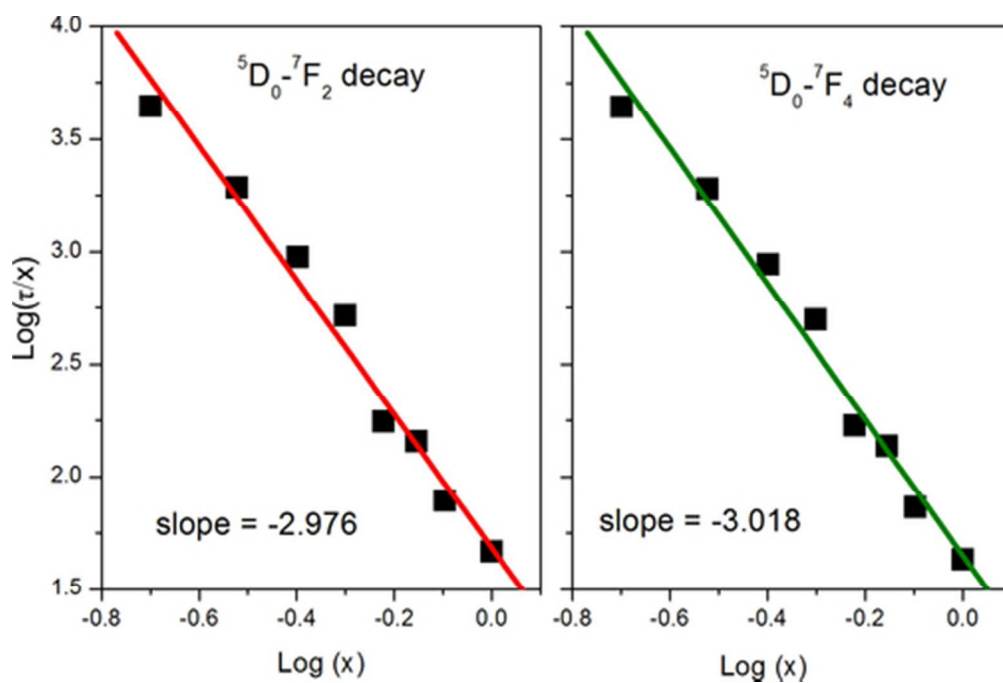 ⁵D₀-⁷F₂ decay
⁵D₀-⁷F₄ decay
4.0
3.5
3.0
2.5
2.0
1.5
Log(τ/x)
slope = -2.976
slope = -3.018
-0.8 -0.6 -0.4 -0.2 0.0
-0.8 -0.6 -0.4 -0.2 0.0
Log (x)
Log (x)